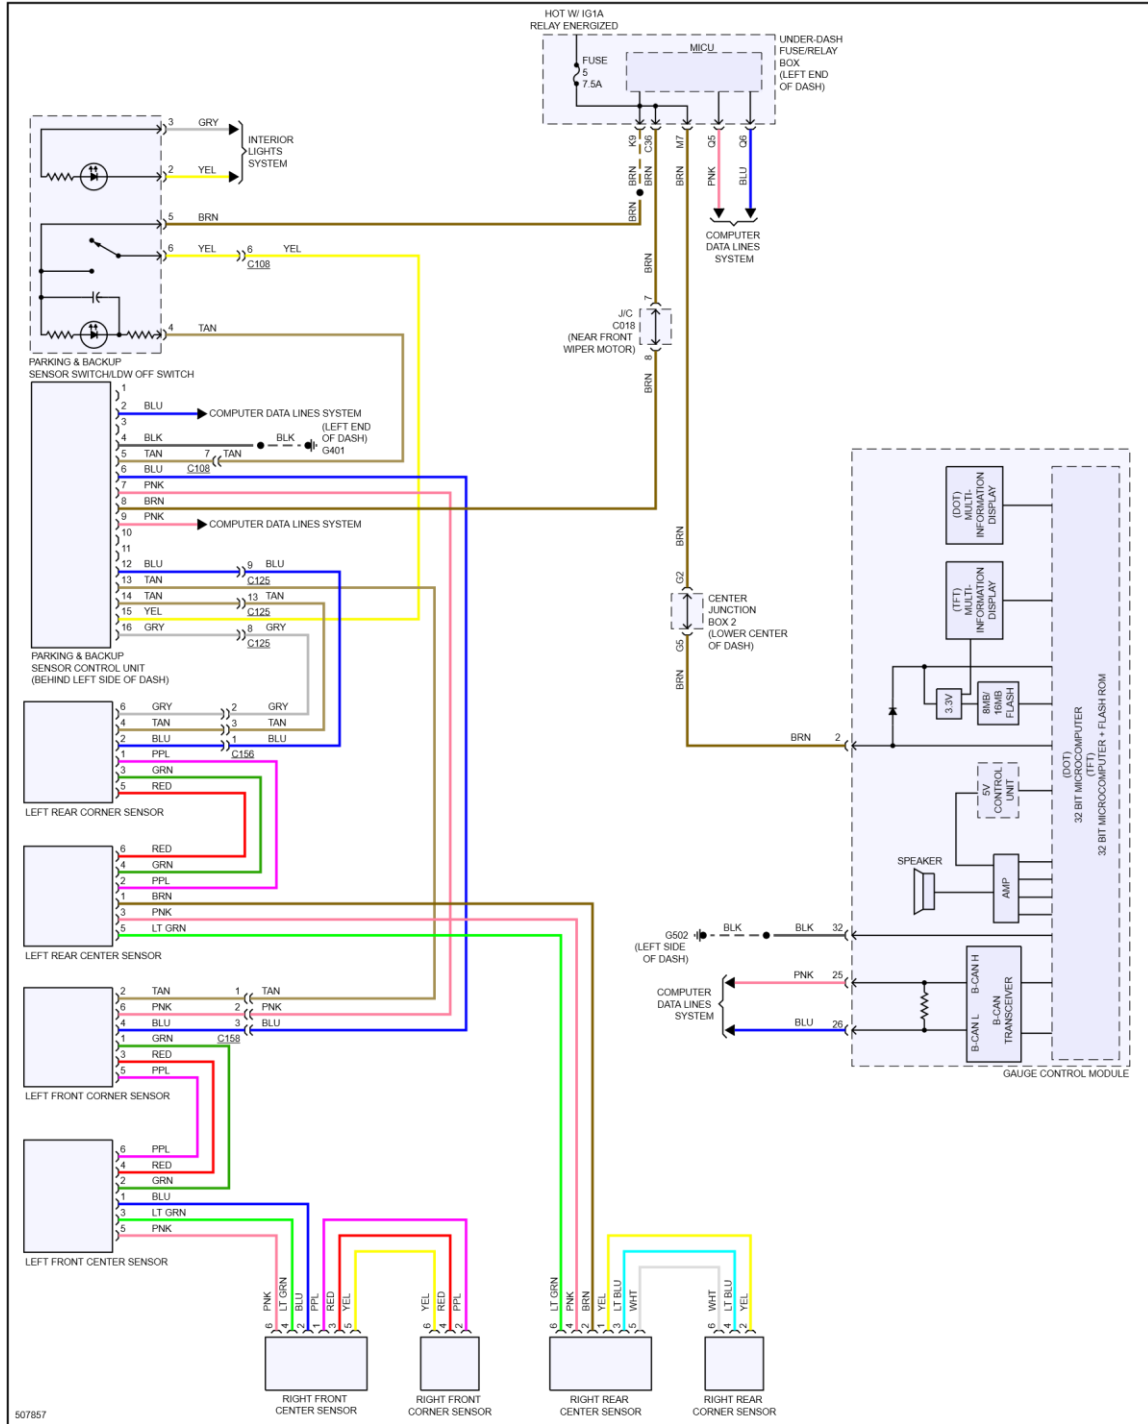 HOT W/ IG1A
RELAY ENERGIZED
FUSE
5
7.5A
MICU
UNDER-DASH
FUSE/RELAY
BOX
(LEFT END
OF DASH)
K9
C36
M7
Q5
Q6
BRN
BRN
BRN
PNK
BLU
BRN
COMPUTER
DATA LINES
SYSTEM
3 GRY
2 YEL
INTERIOR
LIGHTS
SYSTEM
5 BRN
6 YEL 6 YEL
C108
4 TAN
PARKING & BACKUP
SENSOR SWITCH/LDW OFF SWITCH
BRN
7
J/C
C018
(NEAR FRONT
WIPER MOTOR)
8
BRN
1
2 BLU COMPUTER DATA LINES SYSTEM
3
4 BLK BLK
(LEFT END
OF DASH)
G401
5 TAN 7 TAN
C108
6 BLU
7 PNK
8 BRN
9 PNK COMPUTER DATA LINES SYSTEM
10
11
12 BLU 9 BLU
C125
13 TAN
14 TAN 13 TAN
C125
15 YEL
16 GRY 8 GRY
C125
PARKING & BACKUP
SENSOR CONTROL UNIT
(BEHIND LEFT SIDE OF DASH)
BRN
G2
CENTER
JUNCTION
BOX 2
(LOWER CENTER
OF DASH)
G5
BRN
BRN 2
6 GRY 2 GRY
4 TAN 3 TAN
2 BLU 1 BLU
C156
1 PPL
3 GRN
5 RED
LEFT REAR CORNER SENSOR
6 RED
4 GRN
2 PPL
1 BRN
3 PNK
5 LT GRN
LEFT REAR CENTER SENSOR
2 TAN 1 TAN
6 PNK 2 PNK
4 BLU 3 BLU
C158
1 GRN
3 RED
5 PPL
LEFT FRONT CORNER SENSOR
6 PPL
4 RED
2 GRN
1 BLU
3 LT GRN
5 PNK
LEFT FRONT CENTER SENSOR
(DOT)
MULTI-
INFORMATION
DISPLAY
(TFT)
MULTI-
INFORMATION
DISPLAY
3.3V
8MB/
16MB
FLASH
5V
CONTROL
UNIT
SPEAKER
AMP
(DOT)
32 BIT MICROCOMPUTER
(TFT)
32 BIT MICROCOMPUTER + FLASH ROM
G502
(LEFT SIDE
OF DASH)
BLK BLK 32
COMPUTER
DATA LINES
SYSTEM
PNK 25
BLU 26
B-CAN H
B-CAN L
B-CAN
TRANSCEIVER
GAUGE CONTROL MODULE
PNK
LT GRN
BLU
PPL
RED
YEL
6
4
2
1
3
5
RIGHT FRONT
CENTER SENSOR
YEL
RED
PPL
6
4
2
RIGHT FRONT
CORNER SENSOR
LT GRN
PNK
BRN
YEL
LT BLU
WHT
6
4
2
1
3
5
RIGHT REAR
CENTER SENSOR
WHT
LT BLU
YEL
6
4
2
RIGHT REAR
CORNER SENSOR
507857